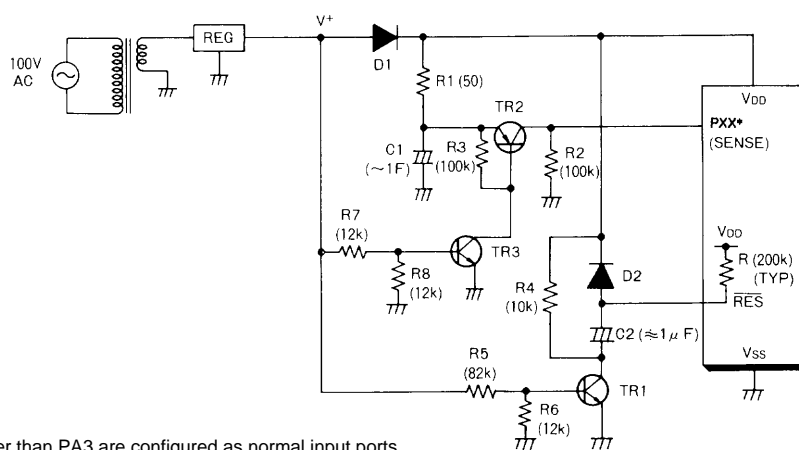 V+
REG
100V
AC
D1
R1 (50)
TR2
VDD
PXX*
(SENSE)
C1
(~1F)
R3
(100k)
R2
(100k)
R7
(12k)
R8
(12k)
TR3
VDD
R (200k)
(TYP)
RES
D2
R4
(10k)
C2 (≒1μF)
VSS
R5
(82k)
TR1
R6
(12k)
er than PA3 are configured as normal input ports